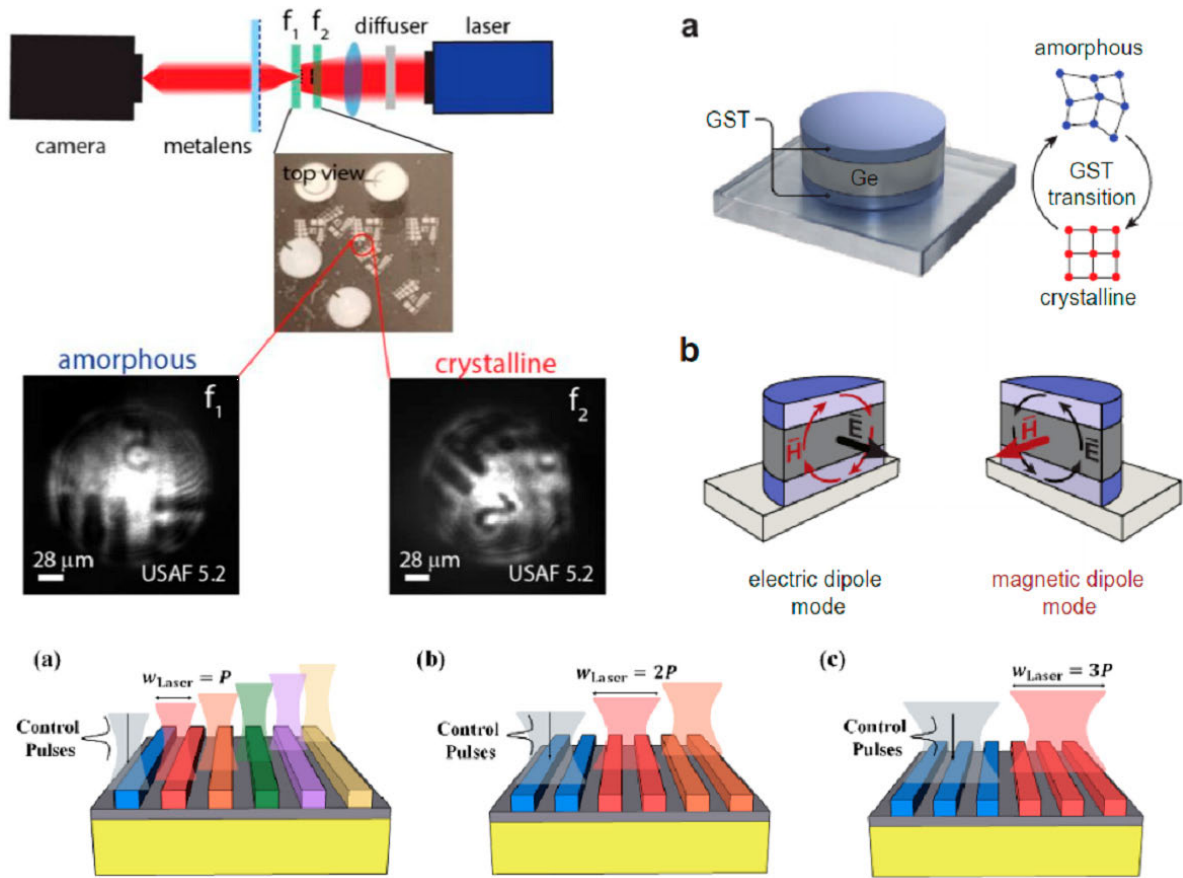 f1 f2 diffuser laser
camera metalens
top view
amorphous
f1
28 μm
USAF 5.2
crystalline
f2
28 μm
USAF 5.2
a
amorphous
GST
Ge
GST
transition
crystalline
b
H E
electric dipole
mode
H E
magnetic dipole
mode
(a)
wLaser = P
Control
Pulses
(b)
wLaser = 2P
Control
Pulses
(c)
wLaser = 3P
Control
Pulses